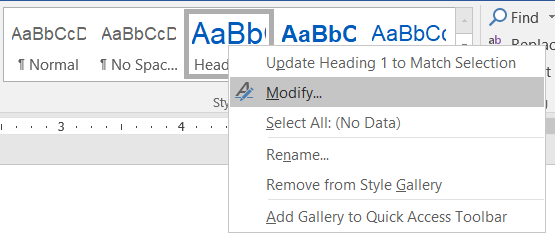 AaBbCcD AaBbCcD AaBb( AaBbC AaBbCcD
Find
¶ Normal ¶ No Spac... Head
Update Heading 1 to Match Selection
Modify...
Select All: (No Data)
Rename...
Remove from Style Gallery
Add Gallery to Quick Access Toolbar
3 4